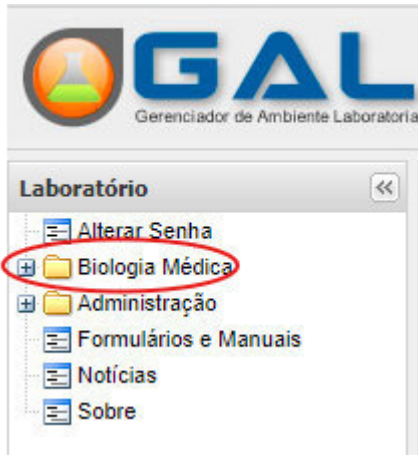 GAL
Gerenciador de Ambiente Laboratoria
Laboratório
Alterar Senha
Biologia Médica
Administração
Formulários e Manuais
Notícias
Sobre